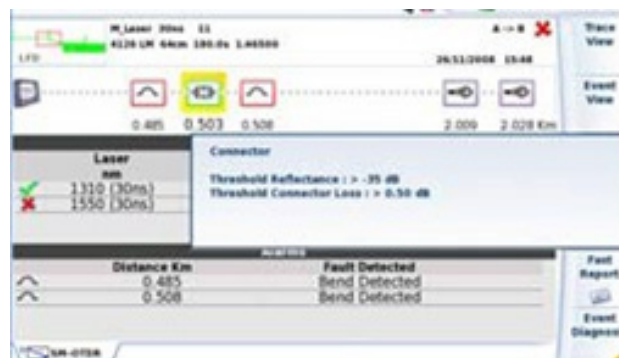 M_Laser 30ns 11
A -> B
4126 LM 64cm 180.0s 1.46500
LFD
26/11/2008 15:48
Trace
View
Event
View
0.485 0.503 0.508 2.009 2.028 Km
Laser
nm
1310 (30ns)
1550 (30ns)
Connector
Threshold Reflectance : > -35 dB
Threshold Connector Loss : > 0.50 dB
Alarms
Distance Km Fault Detected
0.485 Bend Detected
0.508 Bend Detected
Fast
Report
Event
Diagnosis
SM-OTDR